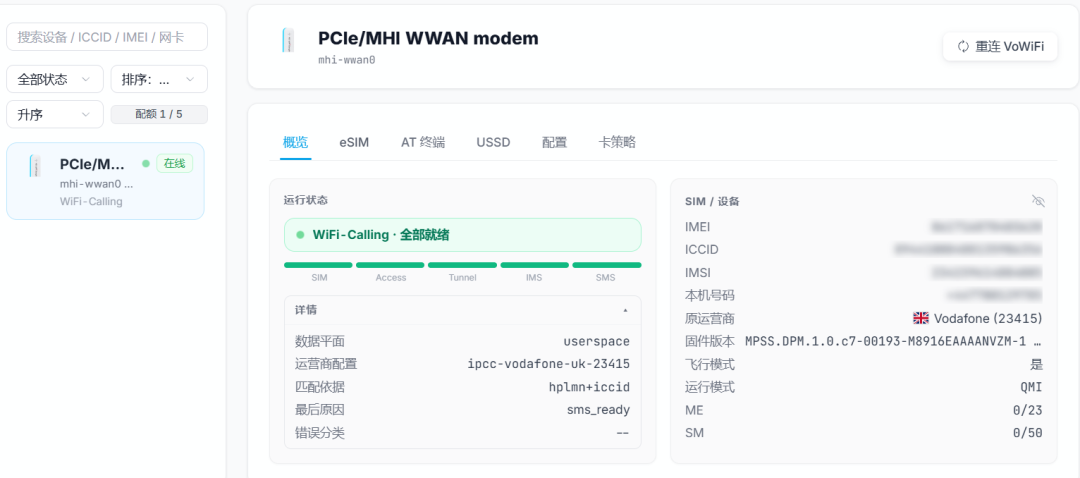 搜索设备 / ICCID / IMEI / 网卡
全部状态
排序: ...
升序
配额 1 / 5
PCIe/M...
在线
mhi-wwan0 ...
WiFi-Calling
PCIe/MHI WWAN modem
mhi-wwan0
重连 VoWiFi
概览
eSIM
AT 终端
USSD
配置
卡策略
运行状态
WiFi-Calling · 全部就绪
SIM
Access
Tunnel
IMS
SMS
详情
数据平面 userspace
运营商配置 ipcc-vodafone-uk-23415
匹配依据 hplmn+iccid
最后原因 sms_ready
错误分类 --
SIM / 设备
IMEI
ICCID
IMSI
本机号码
原运营商 Vodafone (23415)
固件版本 MPSS.DPM.1.0.c7-00193-M8916EAAAANVZM-1 …
飞行模式 是
运行模式 QMI
ME 0/23
SM 0/50